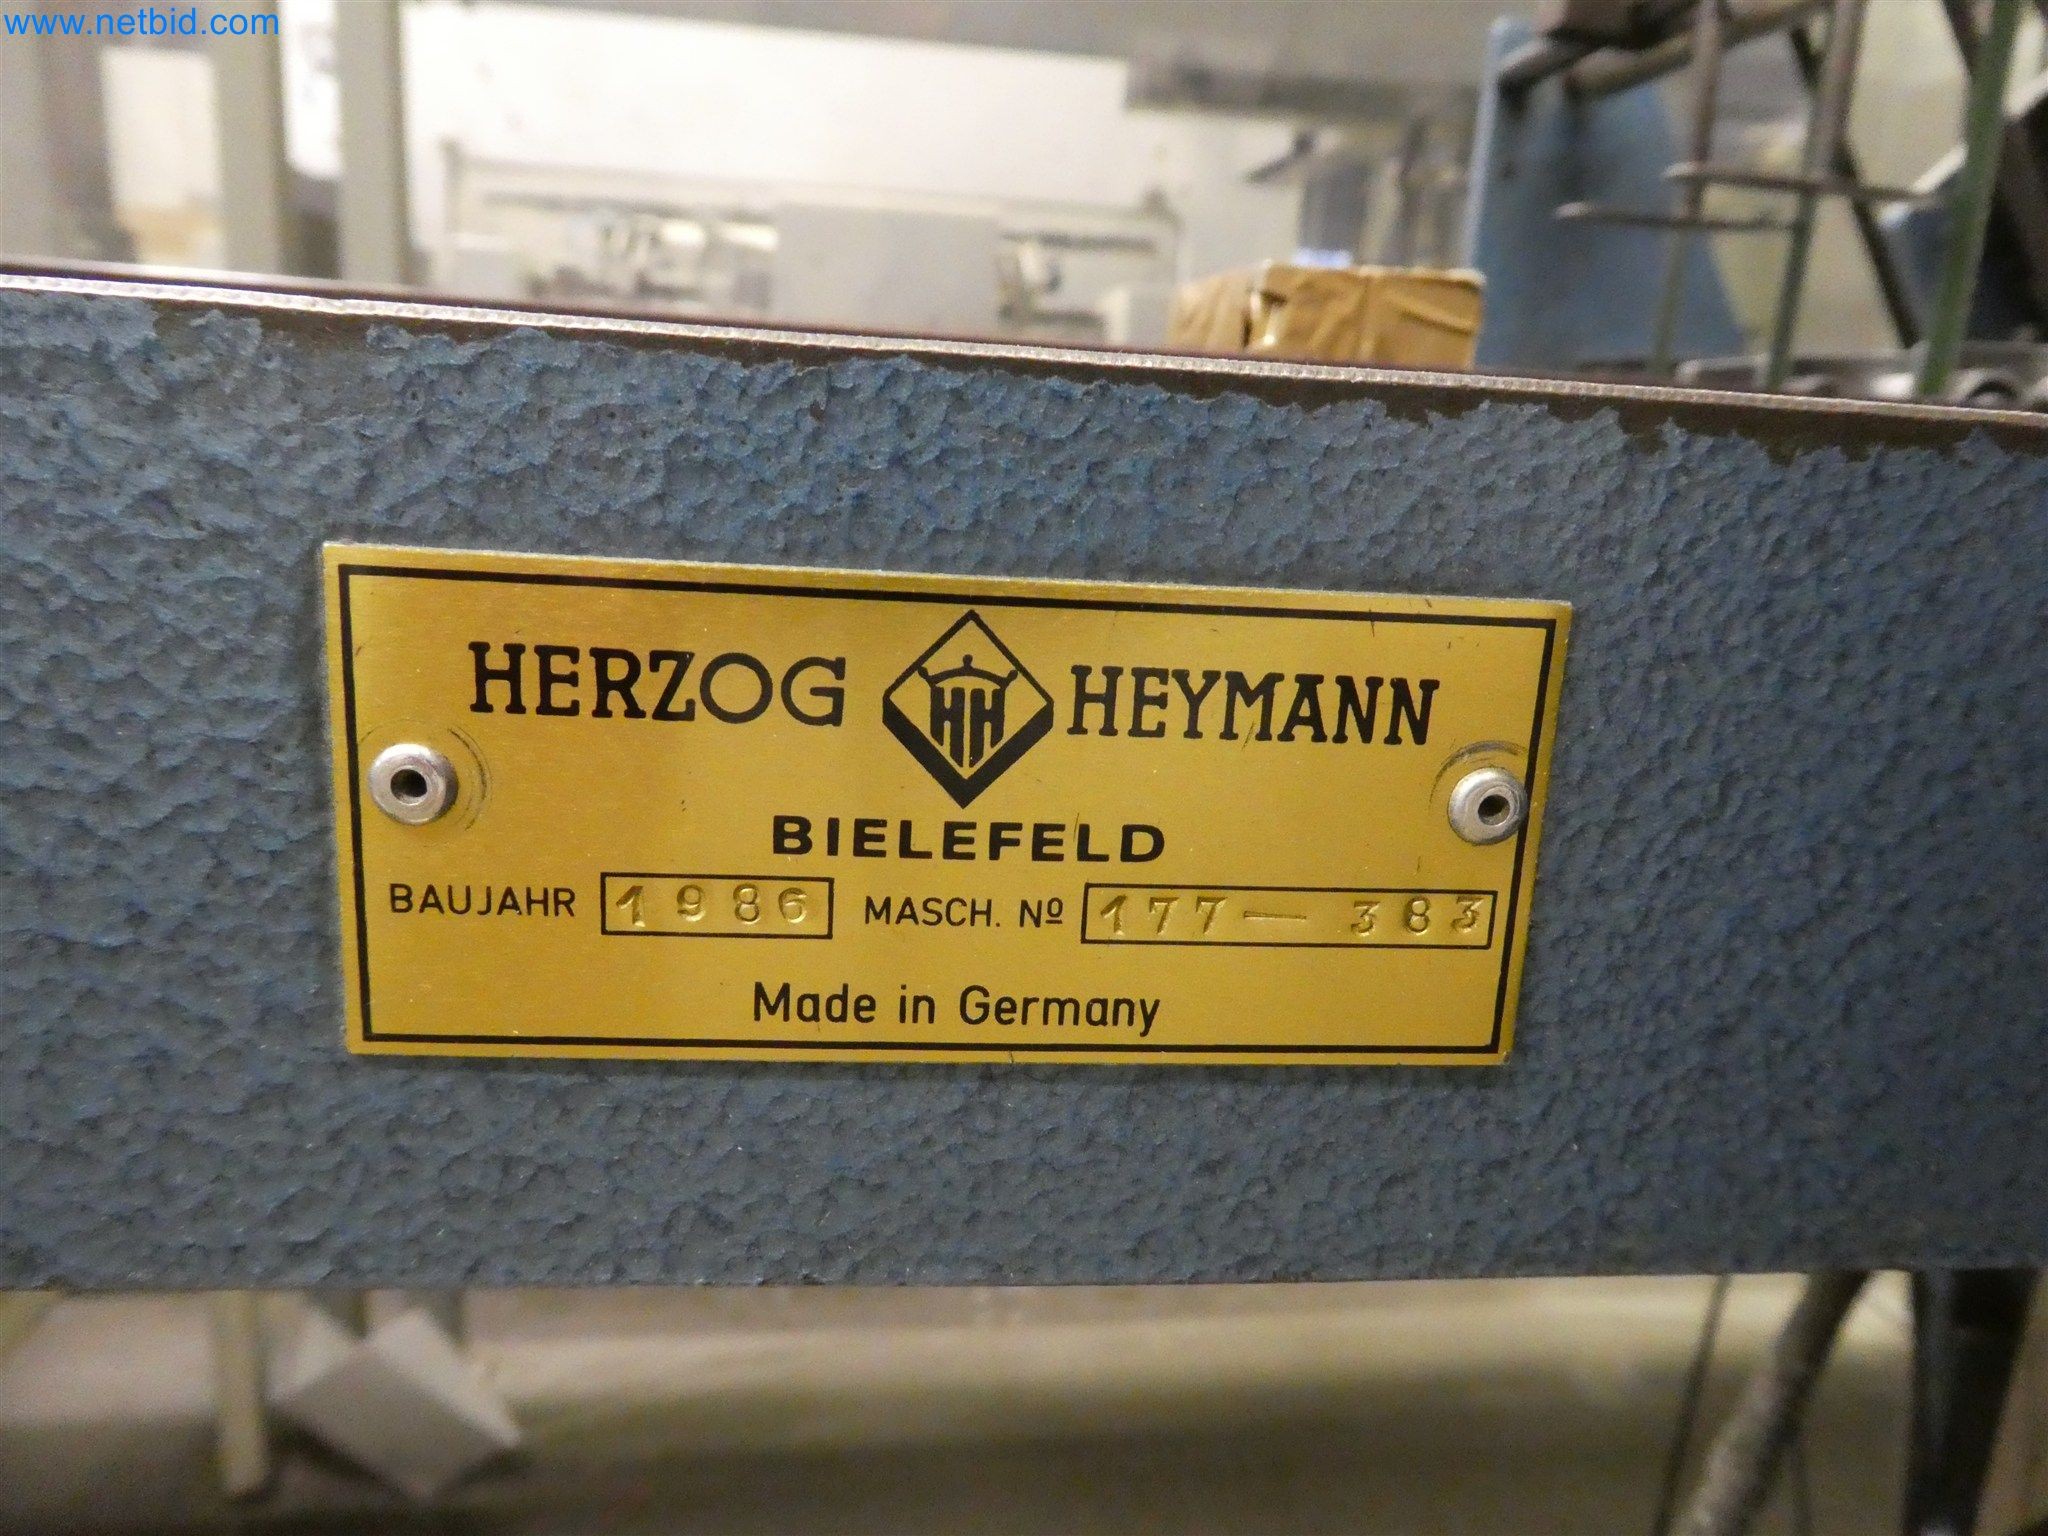 www.netbid.com
HERZOG HH HEYMANN
BIELEFELD
BAUJAHR 1986 MASCH. Nº 177 — 383
Made in Germany